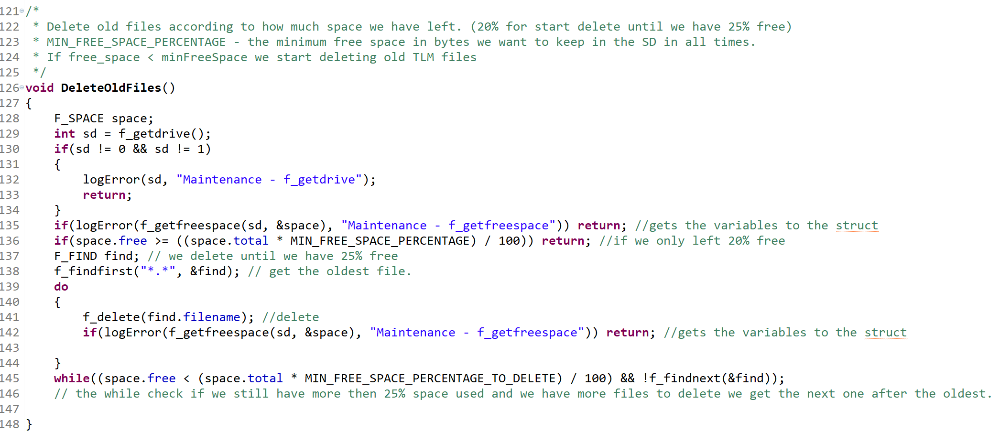 121 /*
122  * Delete old files according to how much space we have left. (20% for start delete until we have 25% free)
123  * MIN_FREE_SPACE_PERCENTAGE - the minimum free space in bytes we want to keep in the SD in all times.
124  * If free_space < minFreeSpace we start deleting old TLM files
125  */
126 void DeleteOldFiles()
127 {
128     F_SPACE space;
129     int sd = f_getdrive();
130     if(sd != 0 && sd != 1)
131     {
132         logError(sd, "Maintenance - f_getdrive");
133         return;
134     }
135     if(logError(f_getfreespace(sd, &space), "Maintenance - f_getfreespace")) return; //gets the variables to the struct
136     if(space.free >= ((space.total * MIN_FREE_SPACE_PERCENTAGE) / 100)) return; //if we only left 20% free
137     F_FIND find; // we delete until we have 25% free
138     f_findfirst("*.*", &find); // get the oldest file.
139     do
140     {
141         f_delete(find.filename); //delete
142         if(logError(f_getfreespace(sd, &space), "Maintenance - f_getfreespace")) return; //gets the variables to the struct
143
144     }
145     while((space.free < (space.total * MIN_FREE_SPACE_PERCENTAGE_TO_DELETE) / 100) && !f_findnext(&find));
146     // the while check if we still have more then 25% space used and we have more files to delete we get the next one after the oldest.
147
148 }